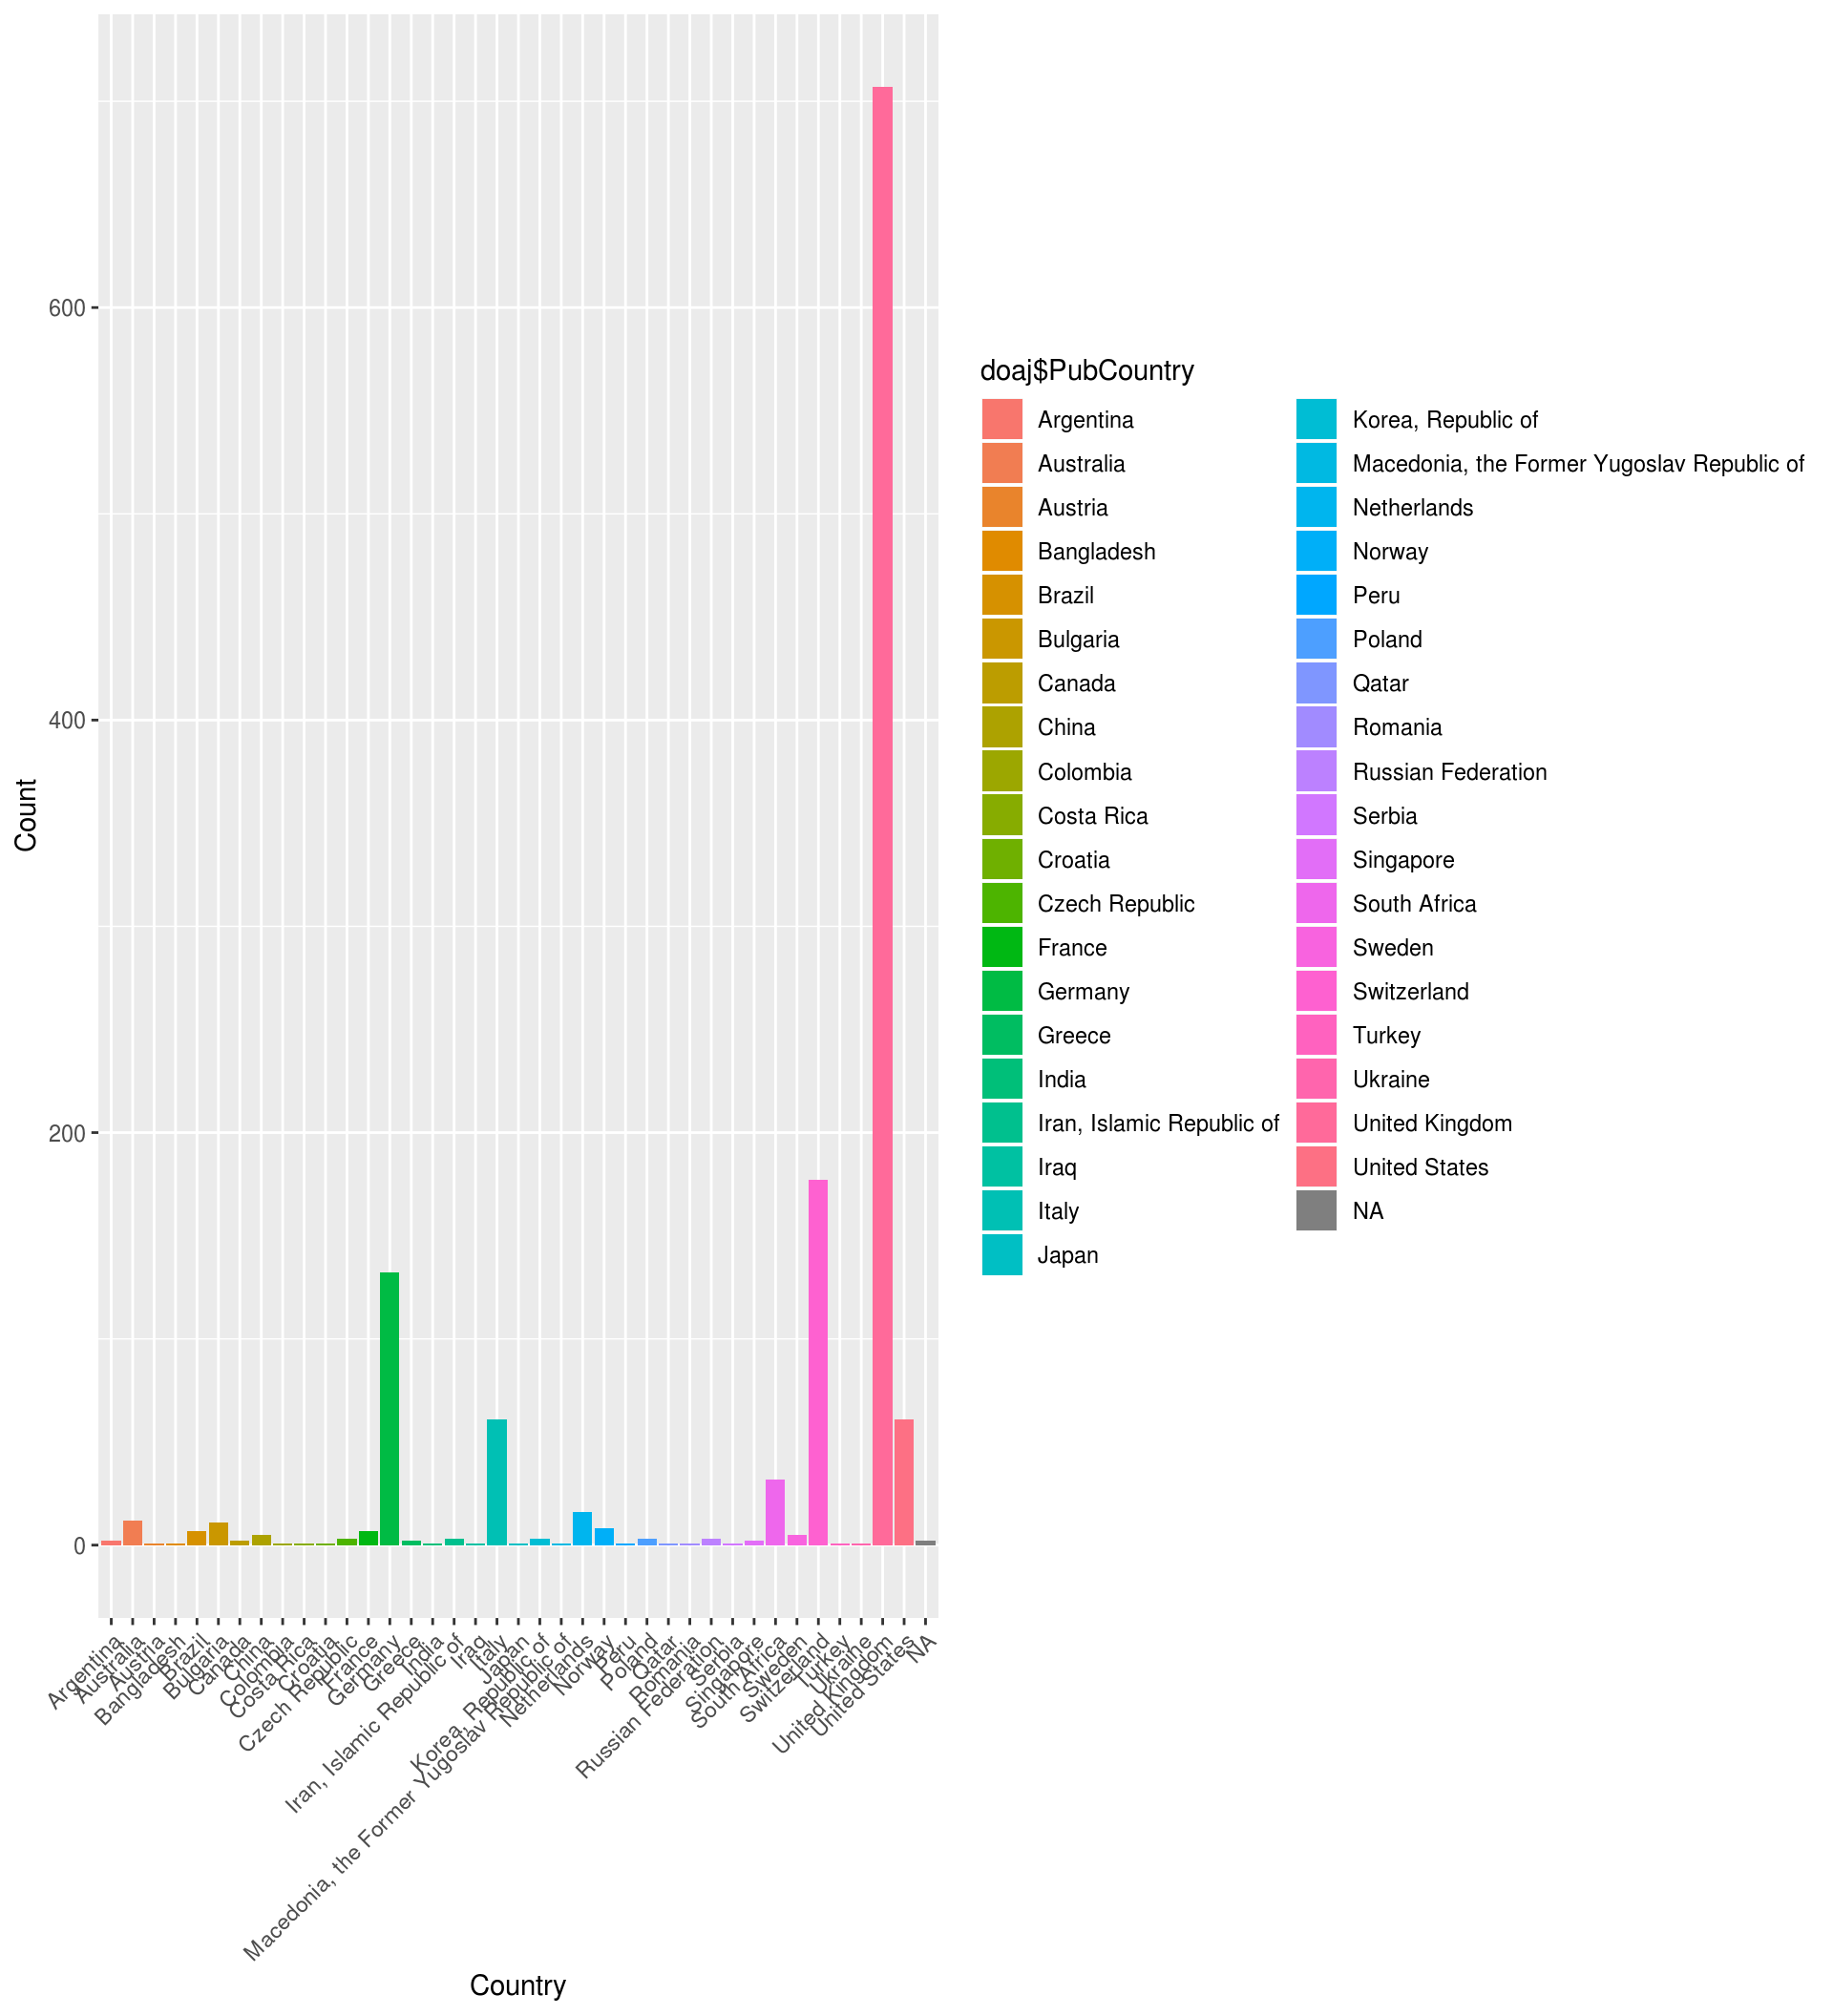 600
400
200
0
Count
Argentina
Australia
Austria
Bangladesh
Brazil
Bulgaria
Canada
China
Colombia
Costa Rica
Croatia
Czech Republic
France
Germany
Greece
India
Iran, Islamic Republic of
Iraq
Italy
Japan
Korea, Republic of
Macedonia, the Former Yugoslav Republic of
Netherlands
Norway
Peru
Poland
Qatar
Romania
Russian Federation
Serbia
Singapore
South Africa
Sweden
Switzerland
Turkey
Ukraine
United Kingdom
United States
NA
Country
doaj$PubCountry
Argentina
Australia
Austria
Bangladesh
Brazil
Bulgaria
Canada
China
Colombia
Costa Rica
Croatia
Czech Republic
France
Germany
Greece
India
Iran, Islamic Republic of
Iraq
Italy
Japan
Korea, Republic of
Macedonia, the Former Yugoslav Republic of
Netherlands
Norway
Peru
Poland
Qatar
Romania
Russian Federation
Serbia
Singapore
South Africa
Sweden
Switzerland
Turkey
Ukraine
United Kingdom
United States
NA